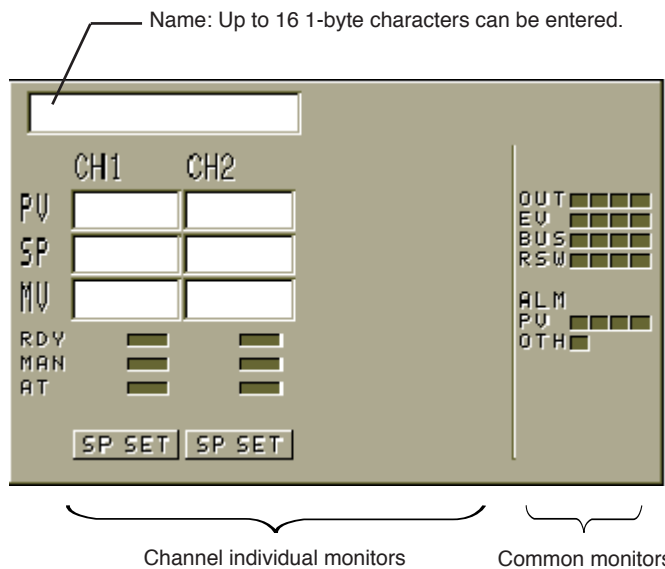 Name: Up to 16 1-byte characters can be entered.
CH1 CH2
PV
SP
MV
RDY
MAN
AT
SP SET SP SET
OUT
EV
BUS
RSW
ALM
PV
OTH
Channel individual monitors
Common monitors